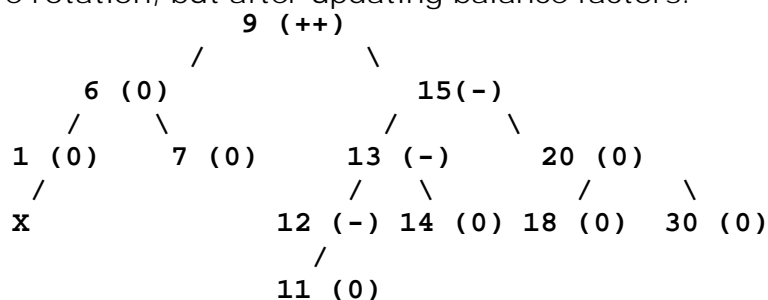 rotation, but after updating balance factors.
9 (++)
/ \
6 (0) 15(-)
/ \ / \
1 (0) 7 (0) 13 (-) 20 (0)
/ / \ / \
X 12 (-) 14 (0) 18 (0) 30 (0)
/
11 (0)